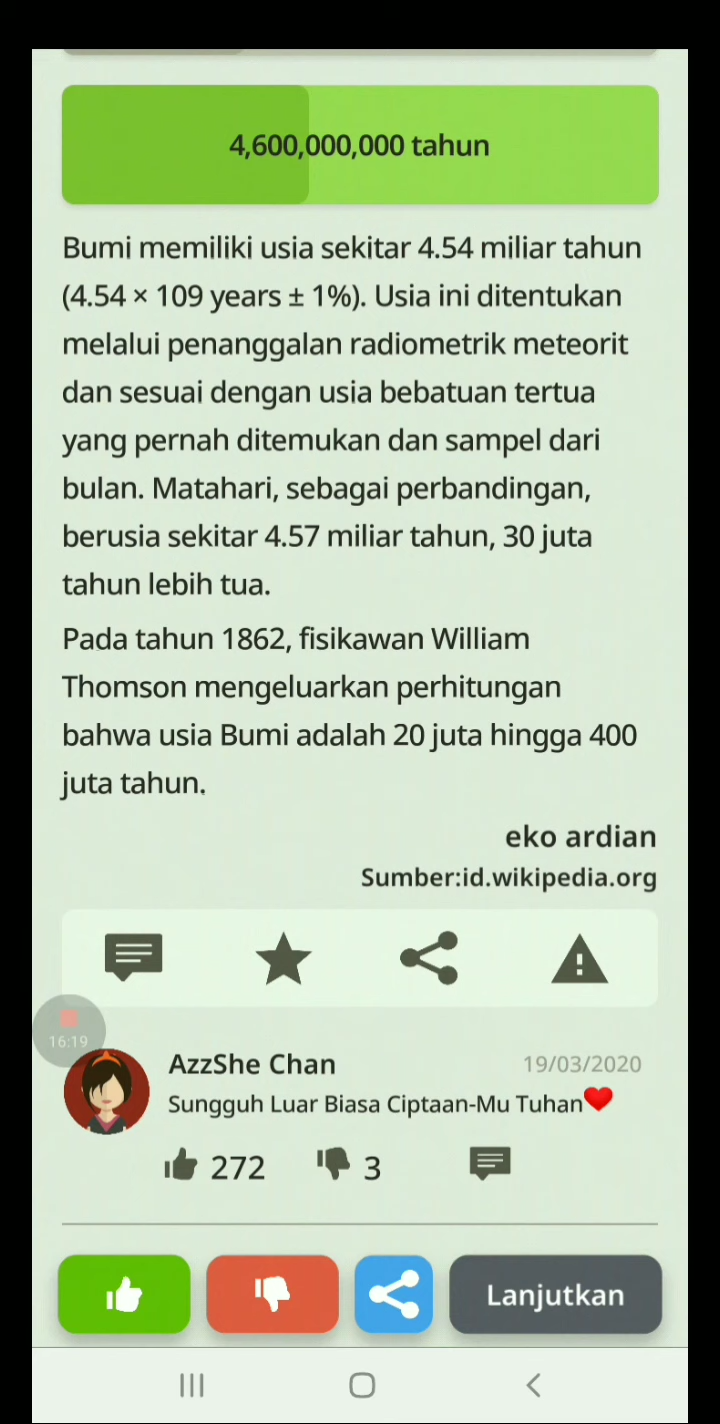 4,600,000,000 tahun
Bumi memiliki usia sekitar 4.54 miliar tahun
(4.54 × 109 years ± 1%). Usia ini ditentukan
melalui penanggalan radiometrik meteorit
dan sesuai dengan usia bebatuan tertua
yang pernah ditemukan dan sampel dari
bulan. Matahari, sebagai perbandingan,
berusia sekitar 4.57 miliar tahun, 30 juta
tahun lebih tua.
Pada tahun 1862, fisikawan William
Thomson mengeluarkan perhitungan
bahwa usia Bumi adalah 20 juta hingga 400
juta tahun.
eko ardian
Sumber:id.wikipedia.org
16:19
AzzShe Chan 19/03/2020
Sungguh Luar Biasa Ciptaan-Mu Tuhan❤
272 3
Lanjutkan